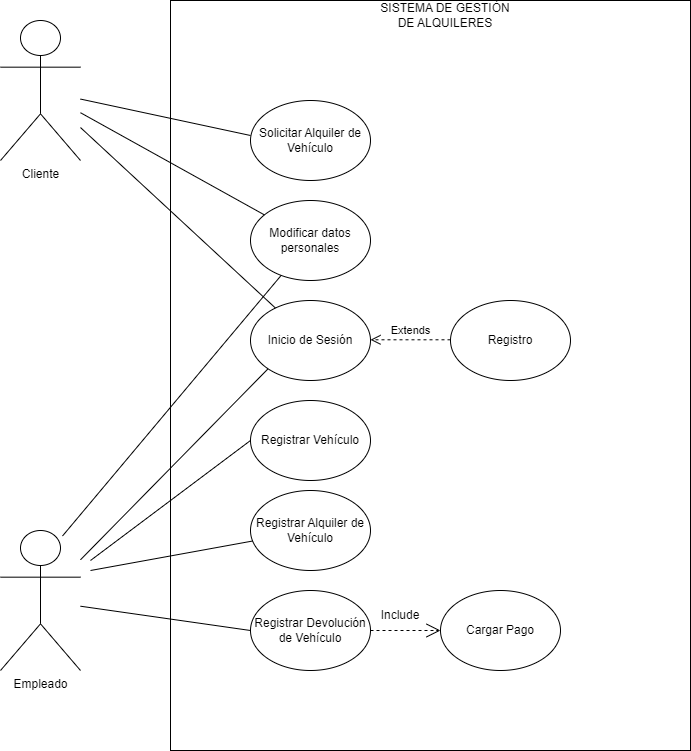 SISTEMA DE GESTIÓN
DE ALQUILERES
Cliente
Solicitar Alquiler de
Vehículo
Modificar datos
personales
Inicio de Sesión
Extends
Registro
Registrar Vehículo
Registrar Alquiler de
Vehículo
Registrar Devolución
de Vehículo
Include
Cargar Pago
Empleado